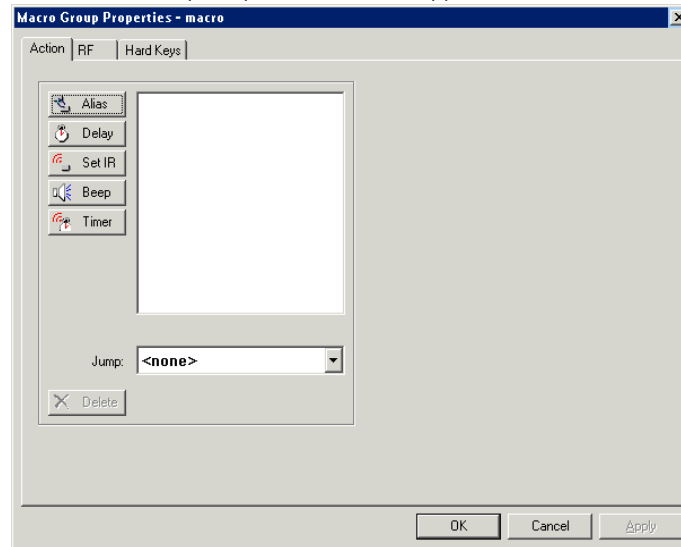 Macro Group Properties - macro
Action RF Hard Keys
Alias
Delay
Set IR
Beep
Timer
Jump: <none>
Delete
OK Cancel Apply